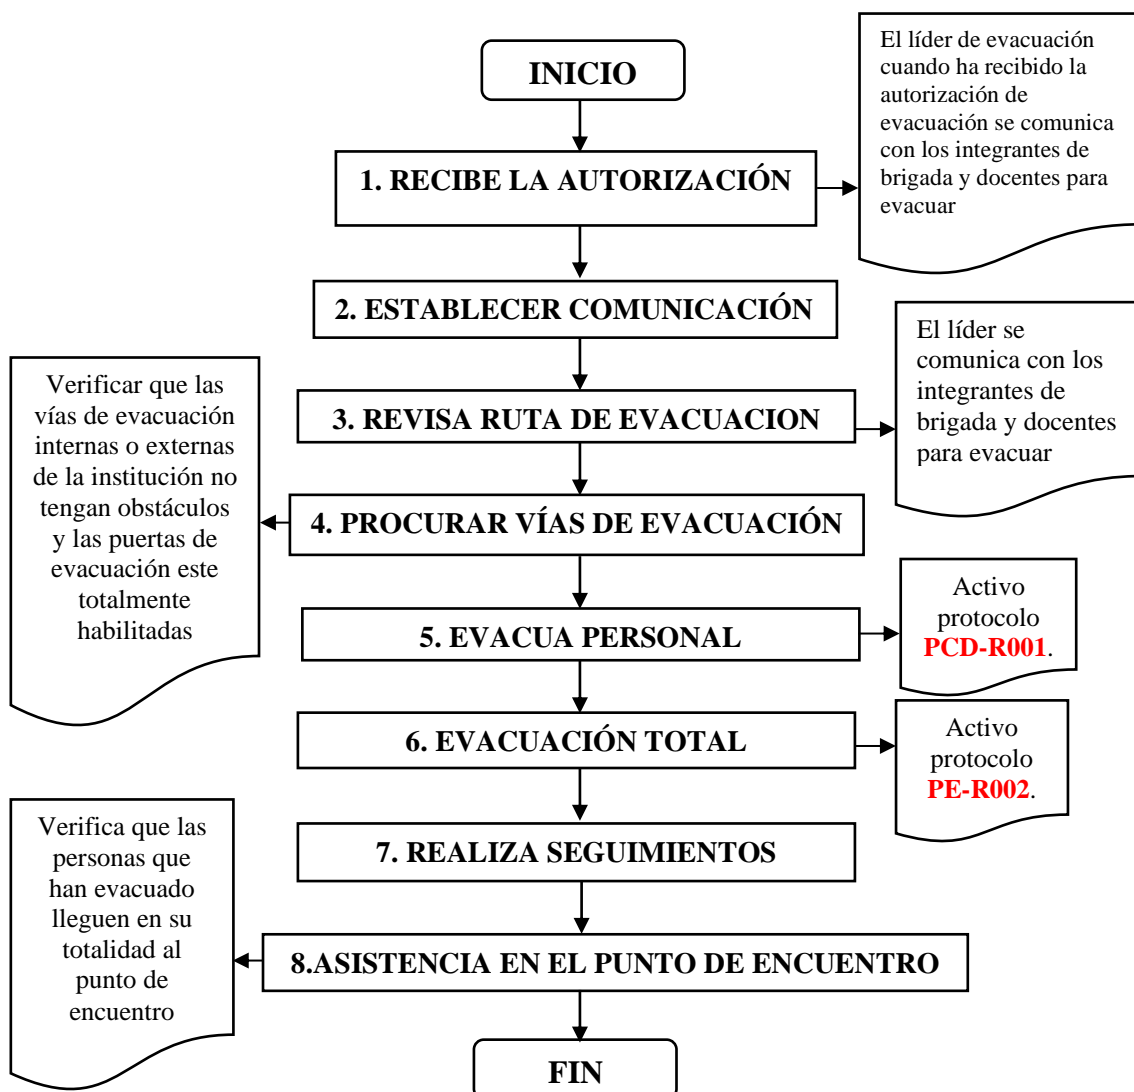 INICIO
El líder de evacuación
cuando ha recibido la
autorización de
evacuación se comunica
con los integrantes de
brigada y docentes para
evacuar
1. RECIBE LA AUTORIZACIÓN
2. ESTABLECER COMUNICACIÓN
3. REVISA RUTA DE EVACUACION
El líder se
comunica con los
integrantes de
brigada y docentes
para evacuar
Verificar que las
vías de evacuación
internas o externas
de la institución no
tengan obstáculos
y las puertas de
evacuación este
totalmente
habilitadas
4. PROCURAR VÍAS DE EVACUACIÓN
5. EVACUA PERSONAL
Activo
protocolo
PCD-R001.
6. EVACUACIÓN TOTAL
Activo
protocolo
PE-R002.
7. REALIZA SEGUIMIENTOS
Verifica que las
personas que
han evacuado
lleguen en su
totalidad al
punto de
encuentro
8.ASISTENCIA EN EL PUNTO DE ENCUENTRO
FIN